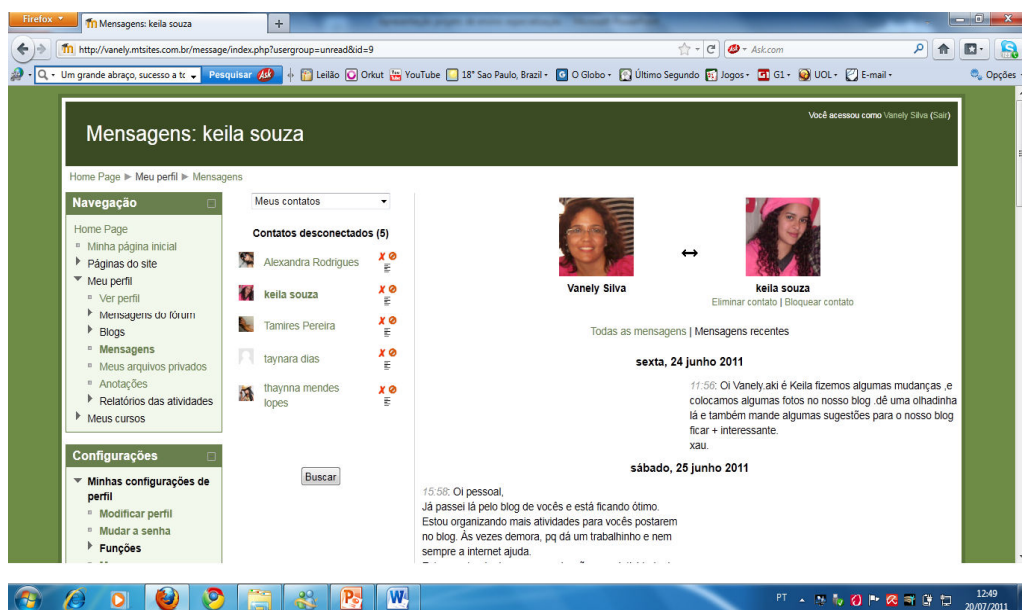 Firefox
Mensagens: keila souza
+
http://vanely.mtsites.com.br/message/index.php?usergroup=unread&id=9
Ask.com
Um grande abraço, sucesso a tc
Pesquisar
Leilão
Orkut
YouTube
18° Sao Paulo, Brazil
O Globo
Último Segundo
Jogos
G1
UOL
E-mail
Opções
Você acessou como Vanely Silva (Sair)
Mensagens: keila souza
Home Page ► Meu perfil ► Mensagens
Navegação
Home Page
Minha página inicial
Páginas do site
Meu perfil
Ver perfil
Mensagens do fórum
Blogs
Mensagens
Meus arquivos privados
Anotações
Relatórios das atividades
Meus cursos
Configurações
Minhas configurações de
perfil
Modificar perfil
Mudar a senha
Funções
Meus contatos
Contatos desconectados (5)
Alexandra Rodrigues
keila souza
Tamires Pereira
taynara dias
thaynna mendes
lopes
Buscar
Vanely Silva
↔
keila souza
Eliminar contato | Bloquear contato
Todas as mensagens | Mensagens recentes
sexta, 24 junho 2011
11:56: Oi Vanely.aki é Keila fizemos algumas mudanças ,e
colocamos algumas fotos no nosso blog .dê uma olhadinha
lá e também mande algumas sugestões para o nosso blog
ficar + interessante.
xau.
sábado, 25 junho 2011
15:58: Oi pessoal,
Já passei lá pelo blog de vocês e está ficando ótimo.
Estou organizando mais atividades para vocês postarem
no blog. Às vezes demora, pq dá um trabalhinho e nem
sempre a internet ajuda.
PT
12:49
20/07/2011